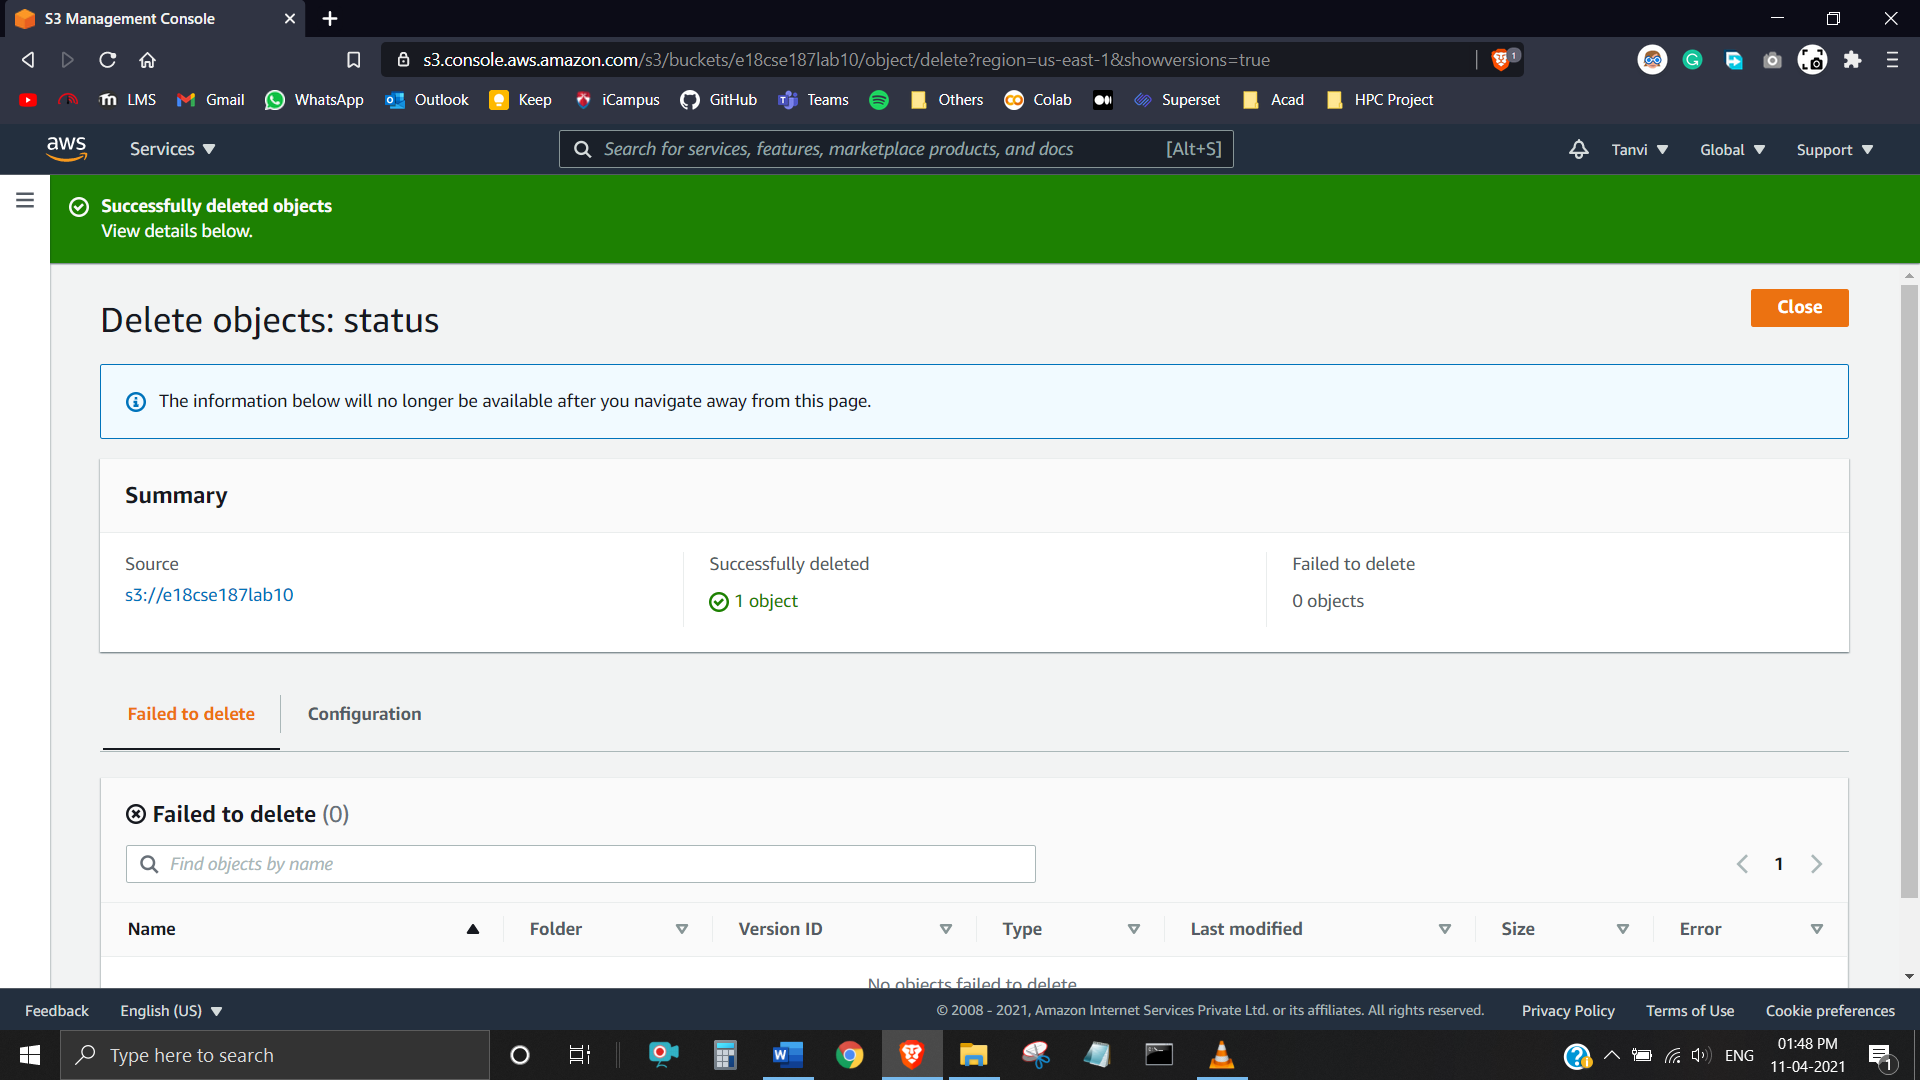 S3 Management Console
s3.console.aws.amazon.com/s3/buckets/e18cse187lab10/object/delete?region=us-east-1&showversions=true
1
LMS Gmail WhatsApp Outlook Keep iCampus GitHub Teams Others Colab Superset Acad HPC Project
aws Services Search for services, features, marketplace products, and docs [Alt+S] Tanvi Global Support
Successfully deleted objects
View details below.
Delete objects: status
Close
The information below will no longer be available after you navigate away from this page.
Summary
Source Successfully deleted Failed to delete
s3://e18cse187lab10 1 object 0 objects
Failed to delete Configuration
Failed to delete (0)
Find objects by name 1
Name Folder Version ID Type Last modified Size Error
No objects failed to delete
Feedback English (US) © 2008 - 2021, Amazon Internet Services Private Ltd. or its affiliates. All rights reserved. Privacy Policy Terms of Use Cookie preferences
Type here to search
ENG
01:48 PM
11-04-2021
1